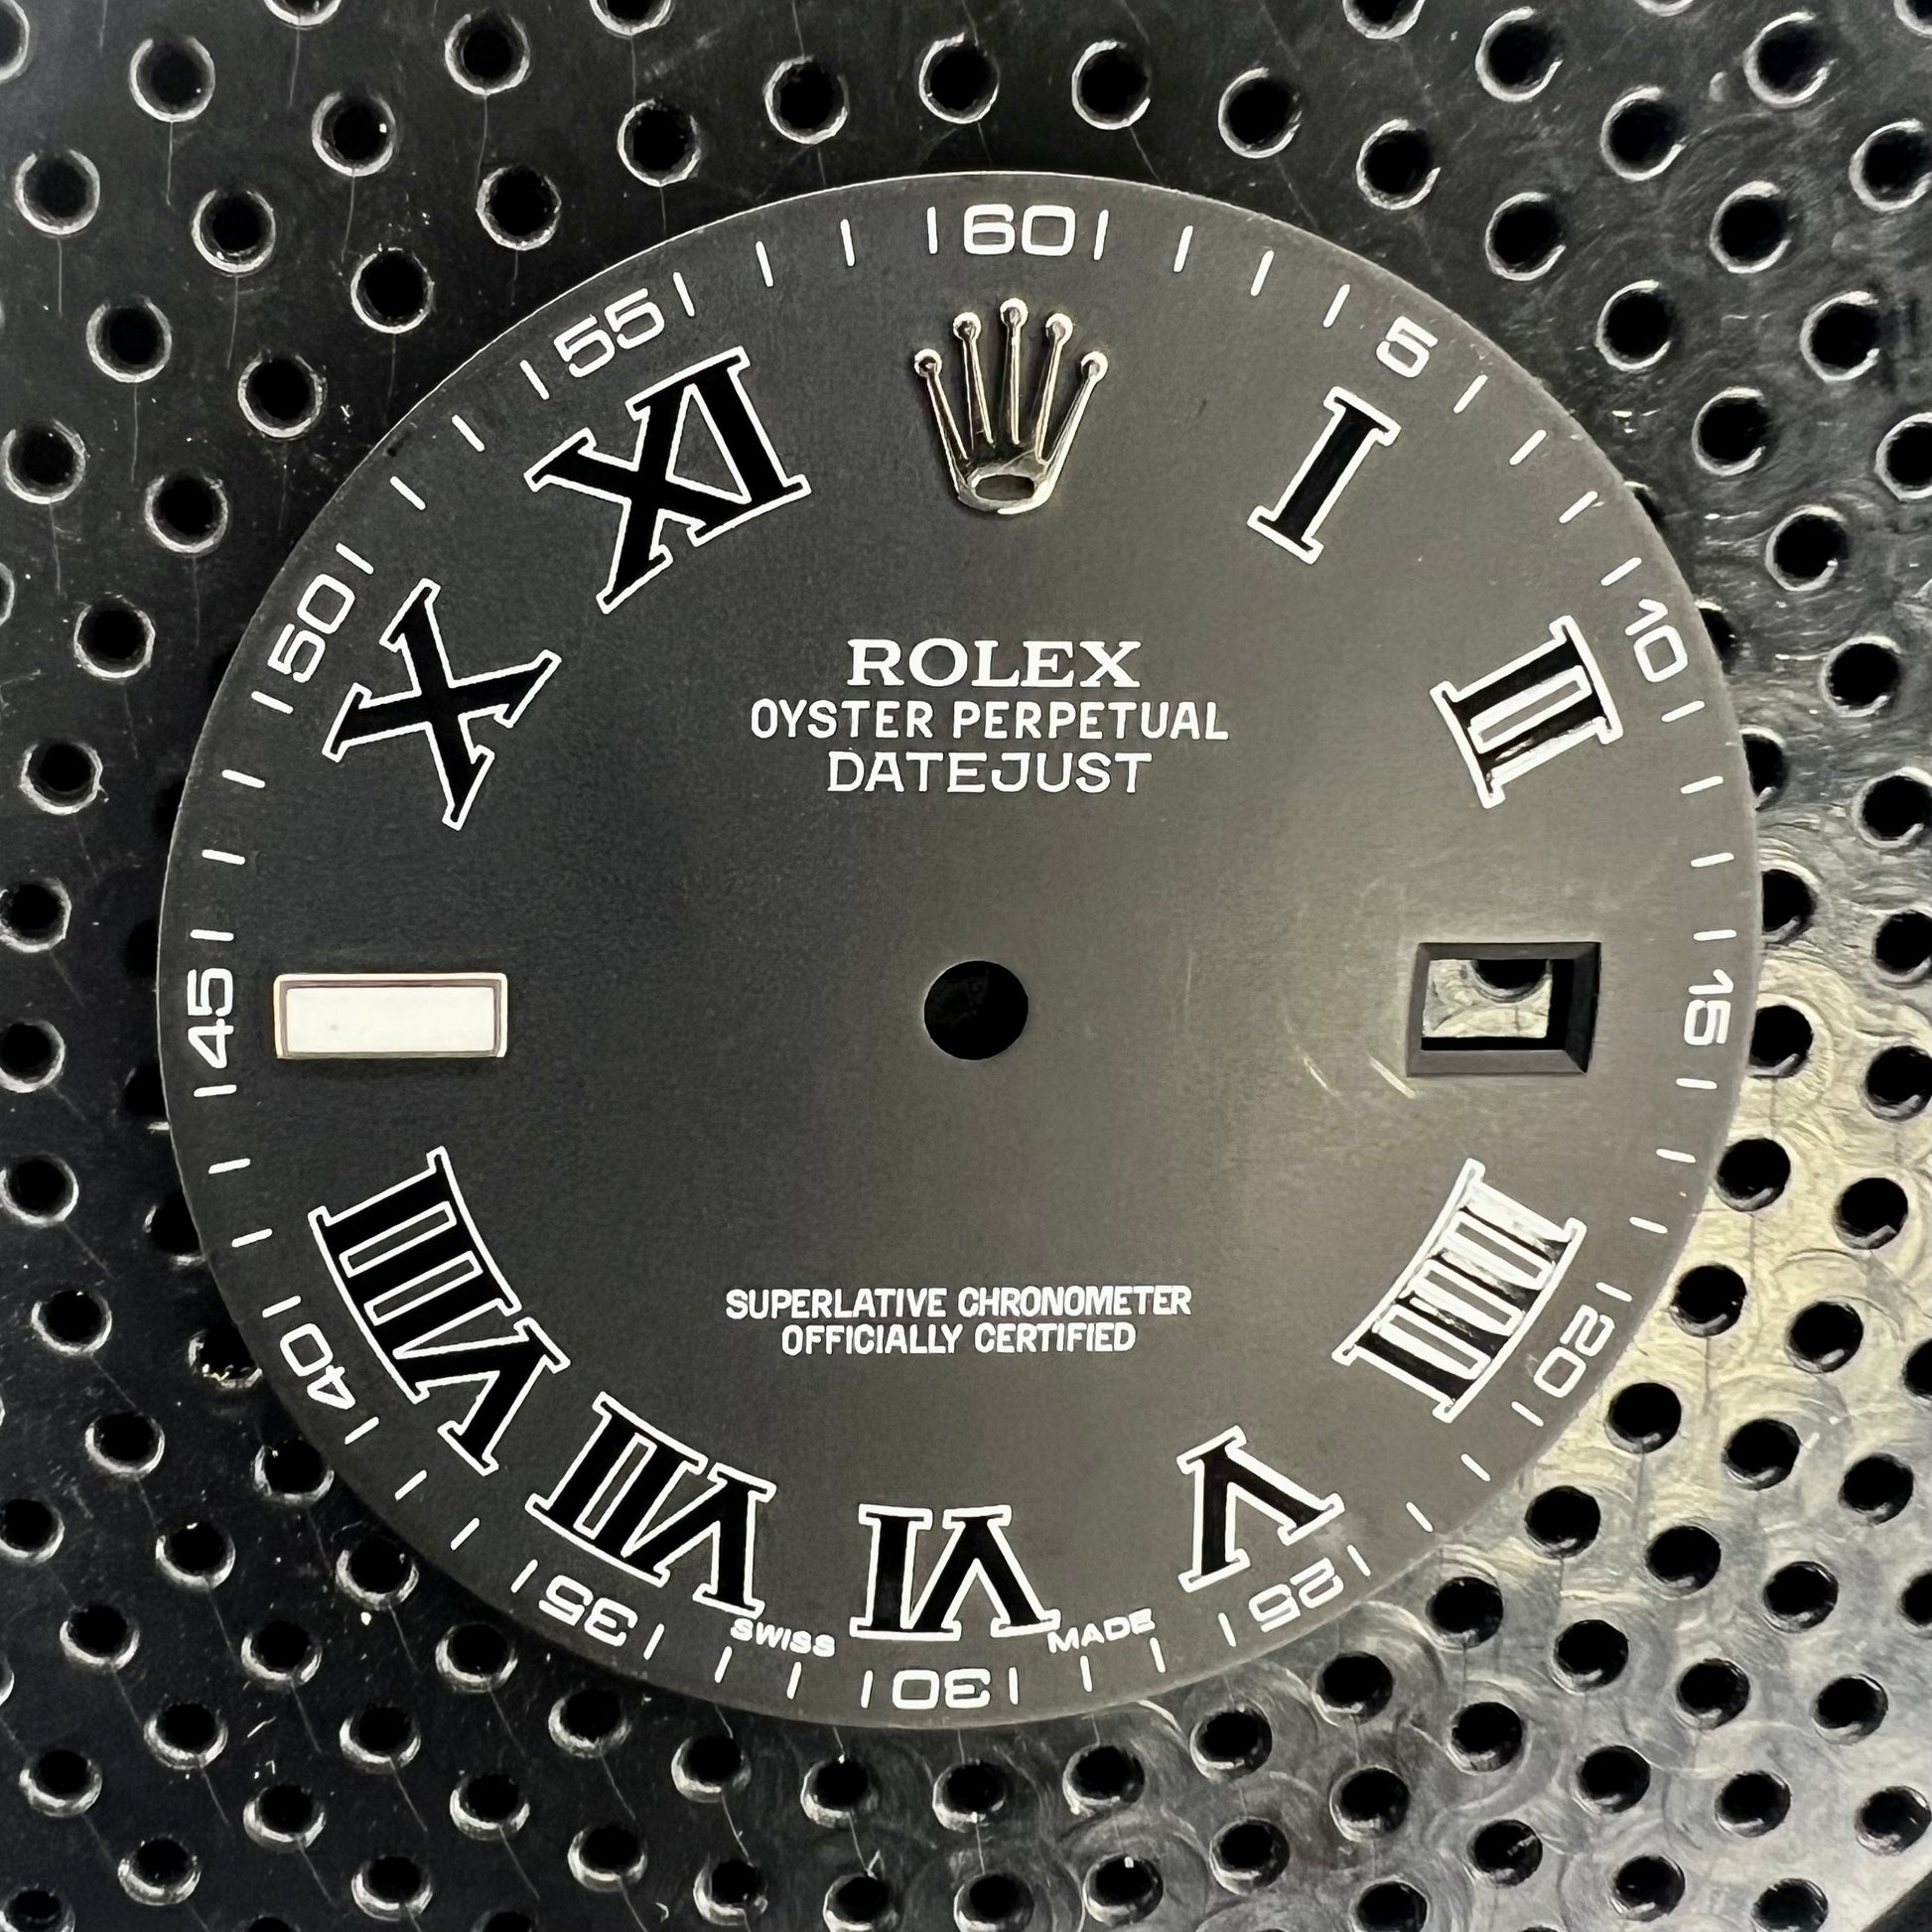 60
5
10
15
20
25
30
35
40
45
50
55
I
II
IIII
V
VI
VII
VIII
X
XI
ROLEX
OYSTER PERPETUAL
DATEJUST
SUPERLATIVE CHRONOMETER
OFFICIALLY CERTIFIED
SWISS MADE